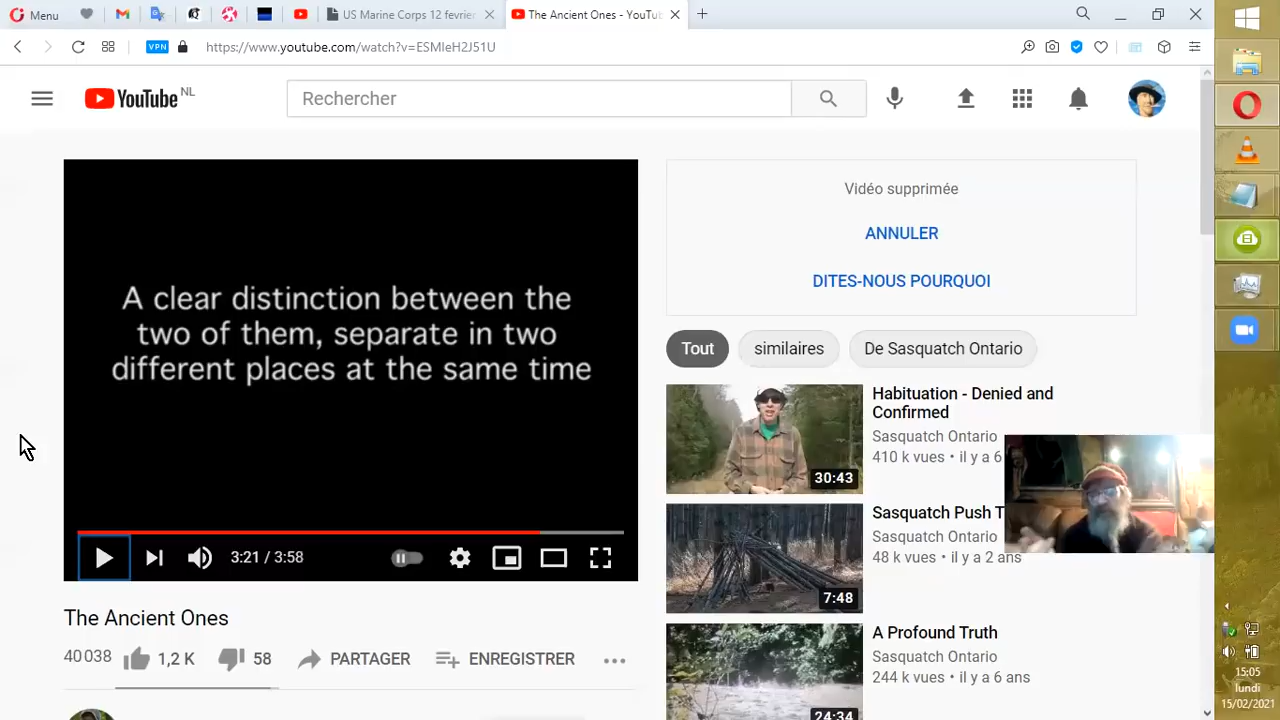 Menu
US Marine Corps 12 fevrier
The Ancient Ones - YouTu
VPN
https://www.youtube.com/watch?v=ESMleH2J51U
YouTube NL
Rechercher
A clear distinction between the
two of them, separate in two
different places at the same time
3:21 / 3:58
The Ancient Ones
40 038
1,2 K
58
PARTAGER
ENREGISTRER
Vidéo supprimée
ANNULER
DITES-NOUS POURQUOI
Tout
similaires
De Sasquatch Ontario
30:43
Habituation - Denied and
Confirmed
Sasquatch Ontario
410 k vues • il y a 6
7:48
Sasquatch Push T
Sasquatch Ontario
48 k vues • il y a 2 ans
24:34
A Profound Truth
Sasquatch Ontario
244 k vues • il y a 6 ans
15:05
lundi
15/02/2021